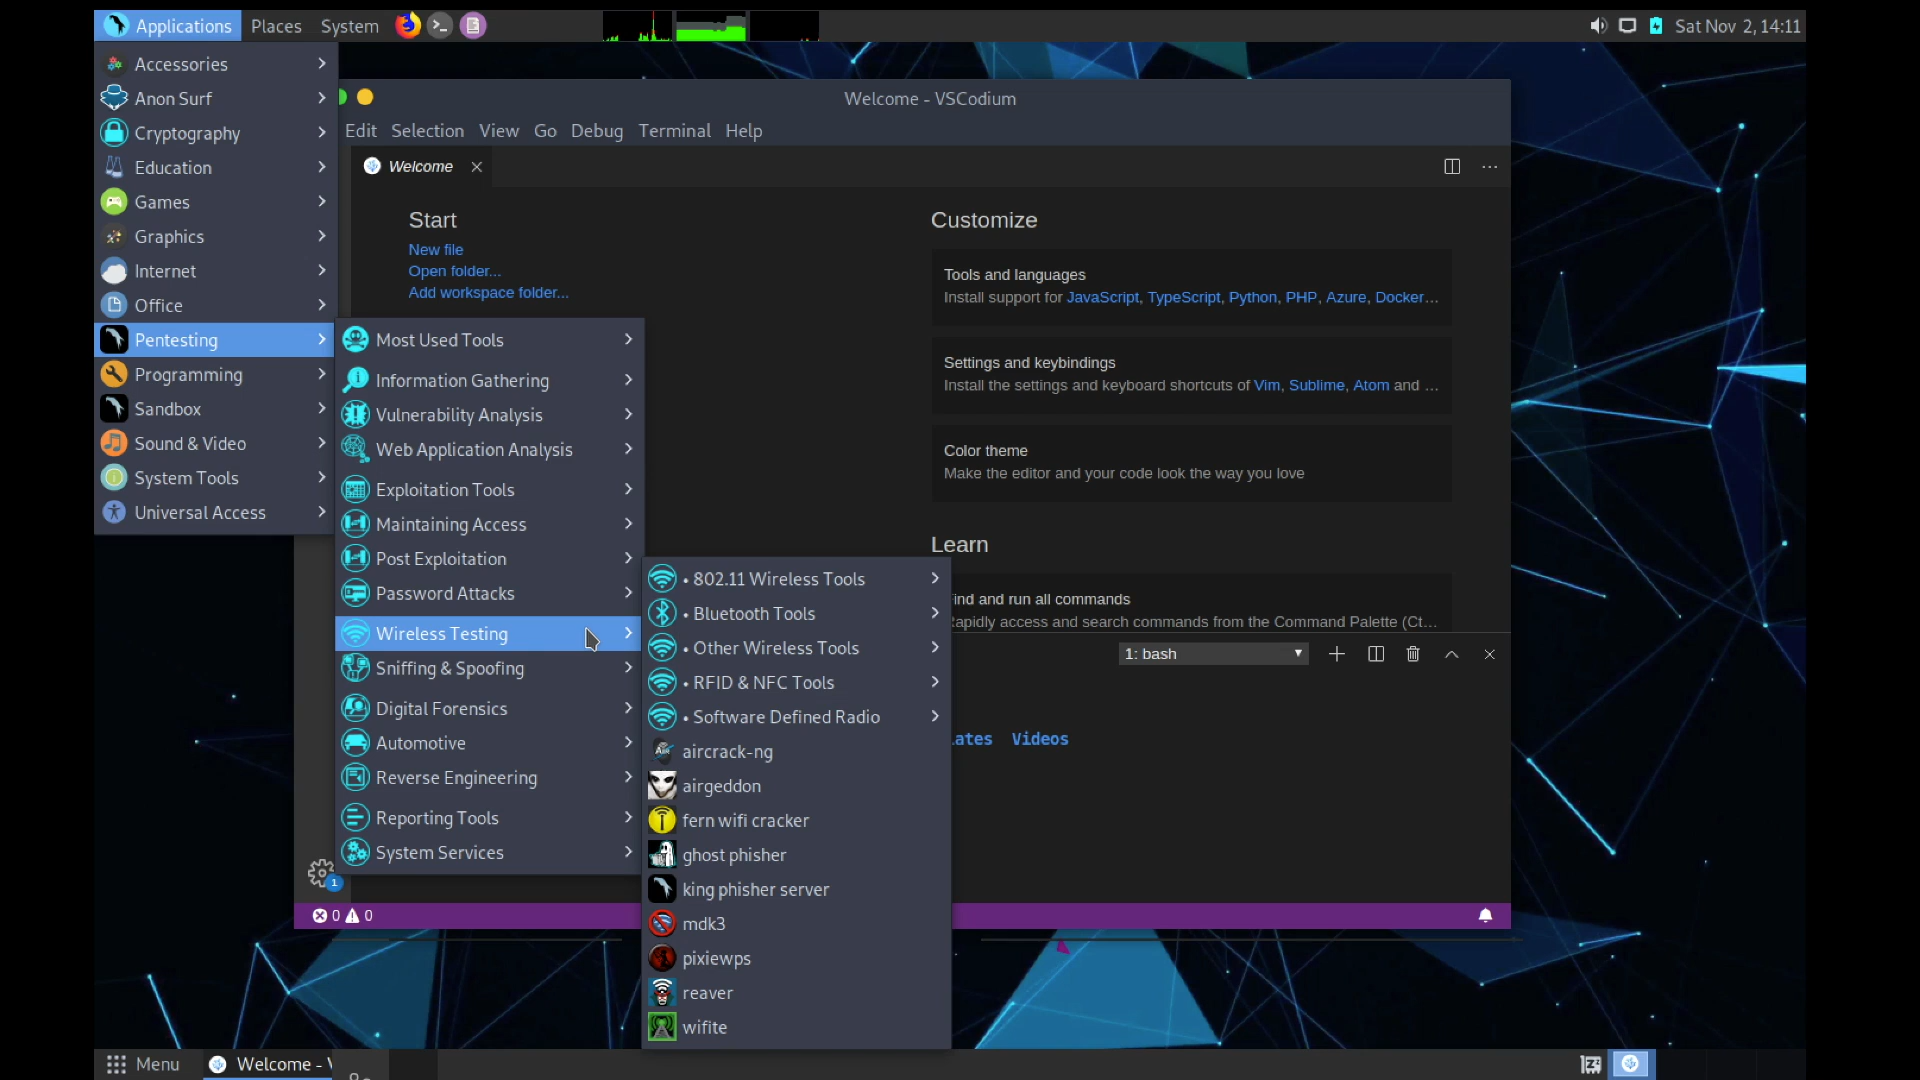 Applications Places System
Sat Nov 2, 14:11
Accessories
Anon Surf
Cryptography
Education
Games
Graphics
Internet
Office
Pentesting
Programming
Sandbox
Sound & Video
System Tools
Universal Access
Welcome - VSCodium
Edit Selection View Go Debug Terminal Help
Welcome
Start
New file
Open folder...
Add workspace folder...
Customize
Tools and languages
Install support for JavaScript, TypeScript, Python, PHP, Azure, Docker...
Settings and keybindings
Install the settings and keyboard shortcuts of Vim, Sublime, Atom and ...
Color theme
Make the editor and your code look the way you love
Learn
ind and run all commands
Rapidly access and search commands from the Command Palette (Ct...
1: bash
ates Videos
Most Used Tools
Information Gathering
Vulnerability Analysis
Web Application Analysis
Exploitation Tools
Maintaining Access
Post Exploitation
Password Attacks
Wireless Testing
Sniffing & Spoofing
Digital Forensics
Automotive
Reverse Engineering
Reporting Tools
System Services
• 802.11 Wireless Tools
• Bluetooth Tools
• Other Wireless Tools
• RFID & NFC Tools
• Software Defined Radio
aircrack-ng
airgeddon
fern wifi cracker
ghost phisher
king phisher server
mdk3
pixiewps
reaver
wifite
1
0 0
Menu
Welcome - V